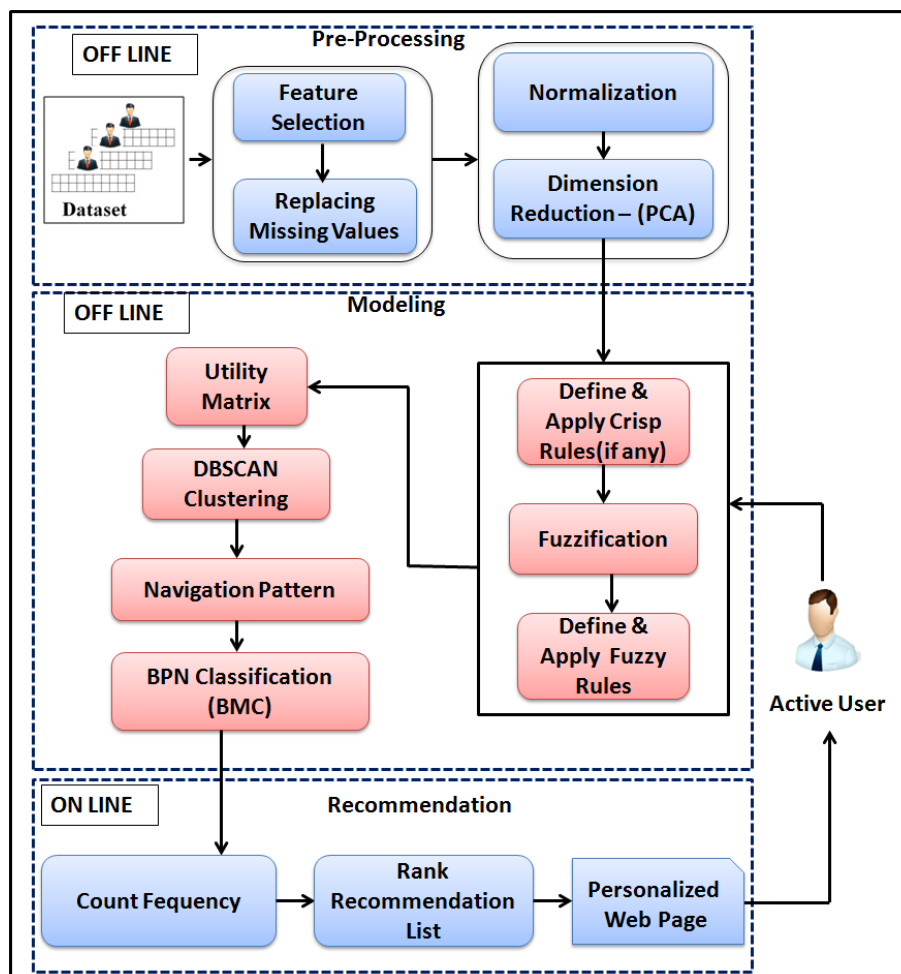 Pre-Processing
OFF LINE
Dataset
Feature
Selection
Replacing
Missing Values
Normalization
Dimension
Reduction – (PCA)
OFF LINE
Modeling
Utility
Matrix
DBSCAN
Clustering
Navigation Pattern
BPN Classification
(BMC)
Define &
Apply Crisp
Rules(if any)
Fuzzification
Define &
Apply Fuzzy
Rules
Active User
ON LINE
Recommendation
Count Fequency
Rank
Recommendation
List
Personalized
Web Page